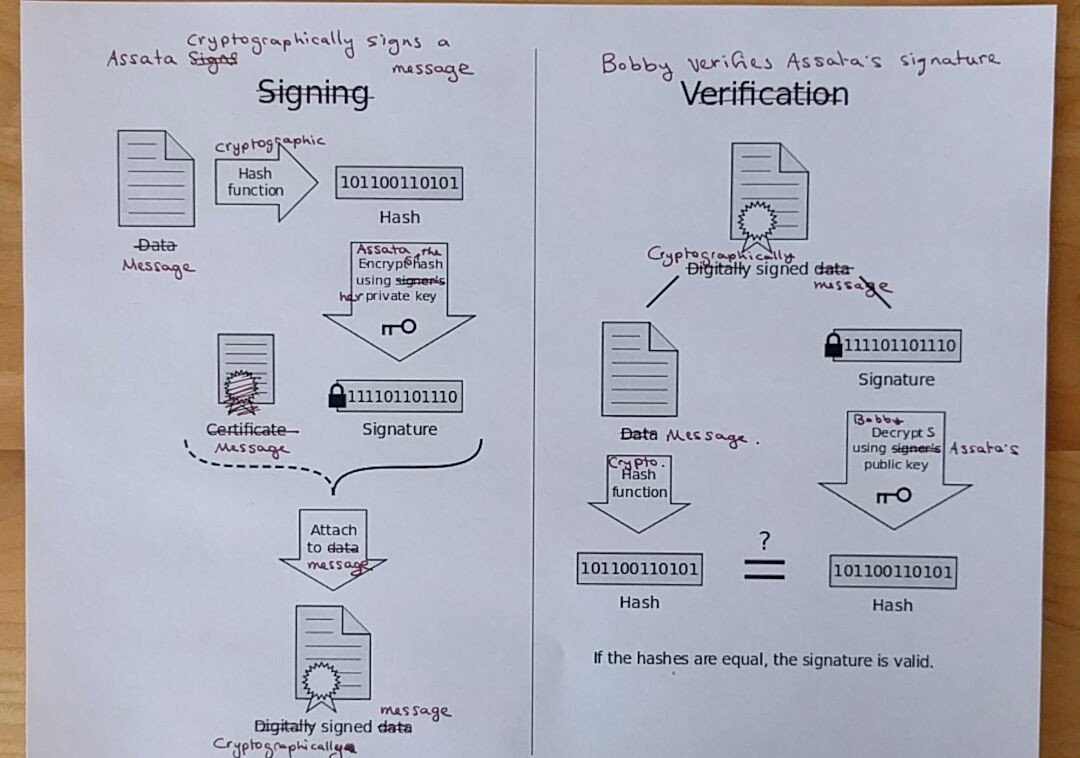 Cryptographically signs a
Assata Signs
message
Signing
cryptographic
Hash
function
101100110101
Hash
Data
Message
Assata
Encrypts the hash
using signer's
her private key
111101101110
Signature
Certificate
Message
Attach
to data
message
message
Digitally signed data
Cryptographically
Bobby verifies Assata's signature
Verification
Cryptographically
Digitally signed data
message
Data Message.
Crypto.
Hash
function
101100110101
Hash
111101101110
Signature
Bobby
Decrypts
using signer's Assata's
public key
?
=
101100110101
Hash
If the hashes are equal, the signature is valid.